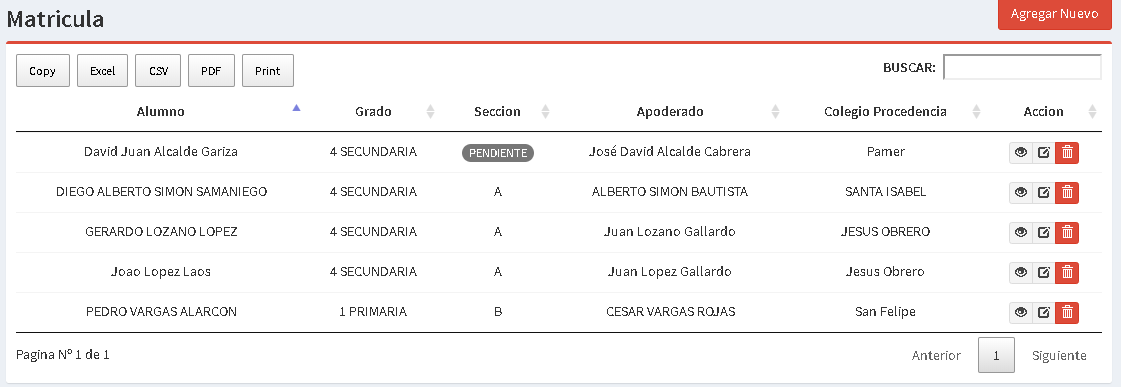 Matricula
Agregar Nuevo
Copy Excel CSV PDF Print BUSCAR:
Alumno Grado Seccion Apoderado Colegio Procedencia Accion
David Juan Alcalde Gariza 4 SECUNDARIA PENDIENTE José David Alcalde Cabrera Pamer
DIEGO ALBERTO SIMON SAMANIEGO 4 SECUNDARIA A ALBERTO SIMON BAUTISTA SANTA ISABEL
GERARDO LOZANO LOPEZ 4 SECUNDARIA A Juan Lozano Gallardo JESUS OBRERO
Joao Lopez Laos 4 SECUNDARIA A Juan Lopez Gallardo Jesus Obrero
PEDRO VARGAS ALARCON 1 PRIMARIA B CESAR VARGAS ROJAS San Felipe
Pagina Nº 1 de 1 Anterior 1 Siguiente